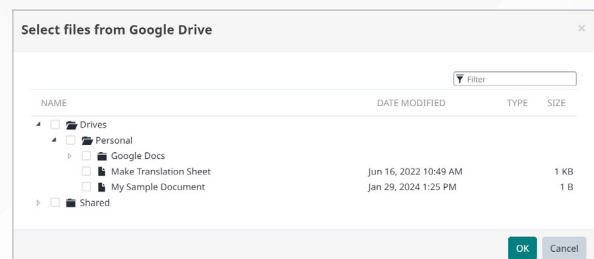 Select files from Google Drive ×
Filter
NAME DATE MODIFIED TYPE SIZE
Drives
Personal
Google Docs
Make Translation Sheet Jun 16, 2022 10:49 AM 1 KB
My Sample Document Jan 29, 2024 1:25 PM 1 B
Shared
OK Cancel